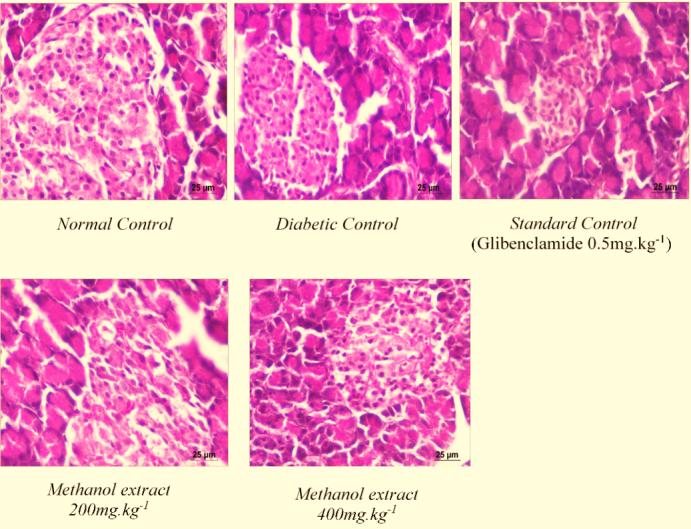 25 µm
25 µm
25 µm
Normal Control
Diabetic Control
Standard Control
(Glibenclamide 0.5mg.kg-1)
25 µm
25 µm
Methanol extract
200mg.kg-1
Methanol extract
400mg.kg-1